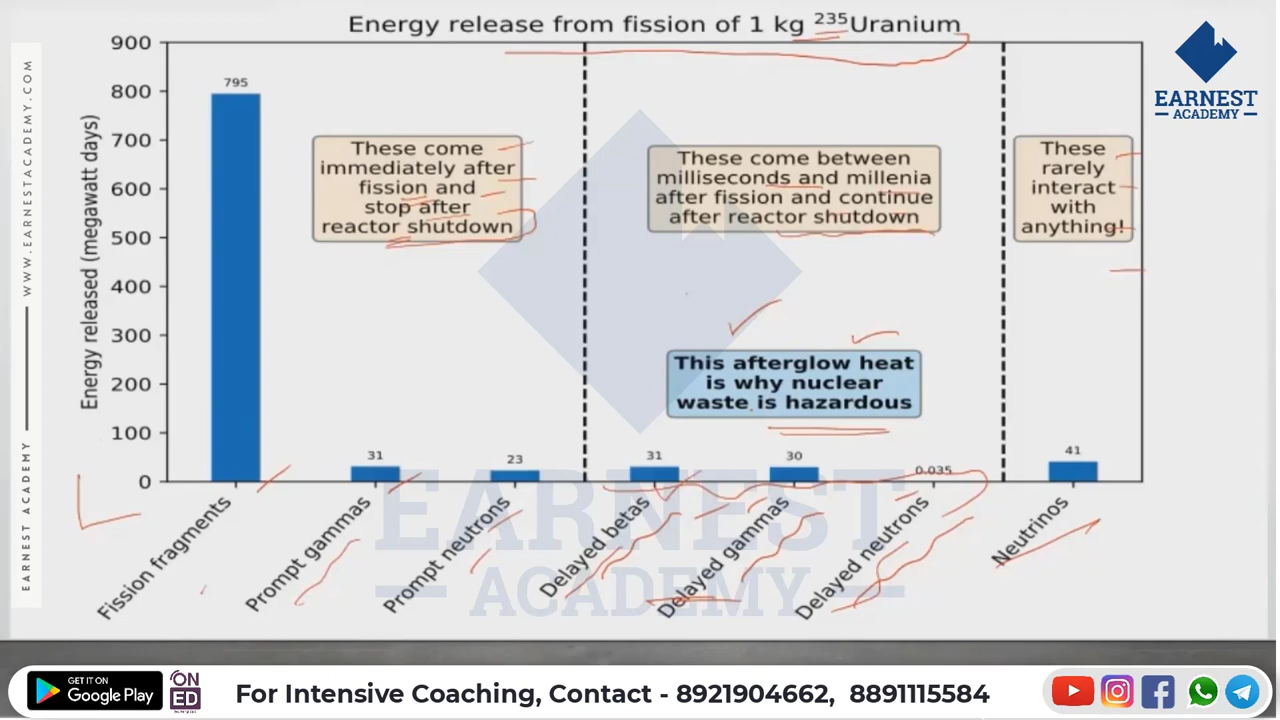 Energy release from fission of 1 kg ²³⁵Uranium
EARNEST
ACADEMY
WWW.EARNESTACADEMY.COM
EARNEST ACADEMY
Energy released (megawatt days)
900
800
700
600
500
400
300
200
100
0
795
31
23
31
30
0.035
41
These come
immediately after
fission and
stop after
reactor shutdown
These come between
milliseconds and millenia
after fission and continue
after reactor shutdown
These
rarely
interact
with
anything!
This afterglow heat
is why nuclear
waste is hazardous
Fission fragments
Prompt gammas
Prompt neutrons
Delayed betas
Delayed gammas
Delayed neutrons
Neutrinos
EARNEST
ACADEMY
GET IT ON
Google Play
ON
ED
For Intensive Coaching, Contact - 8921904662, 8891115584